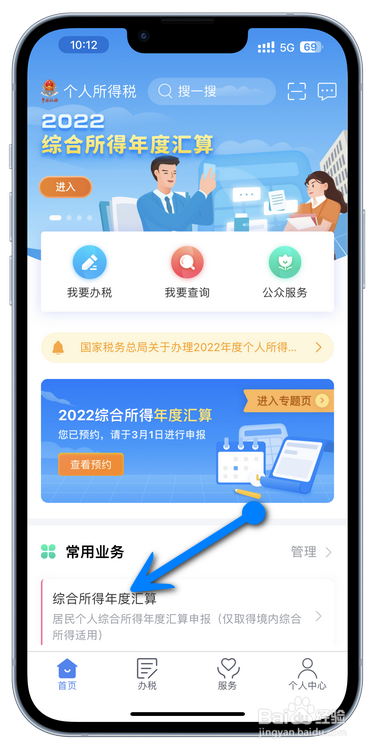 10:12
5G 69
个人所得税
搜一搜
2022
综合所得年度汇算
进入
我要办税
我要查询
公众服务
国家税务总局关于办理2022年度个人所得...
进入专题页
2022综合所得年度汇算
您已预约，请于3月1日进行申报
查看预约
常用业务
管理
综合所得年度汇算
居民个人综合所得年度汇算申报（仅取得境内综合
所得适用）
首页
办税
服务
个人中心
Baidu经验
jingyan.baidu.com